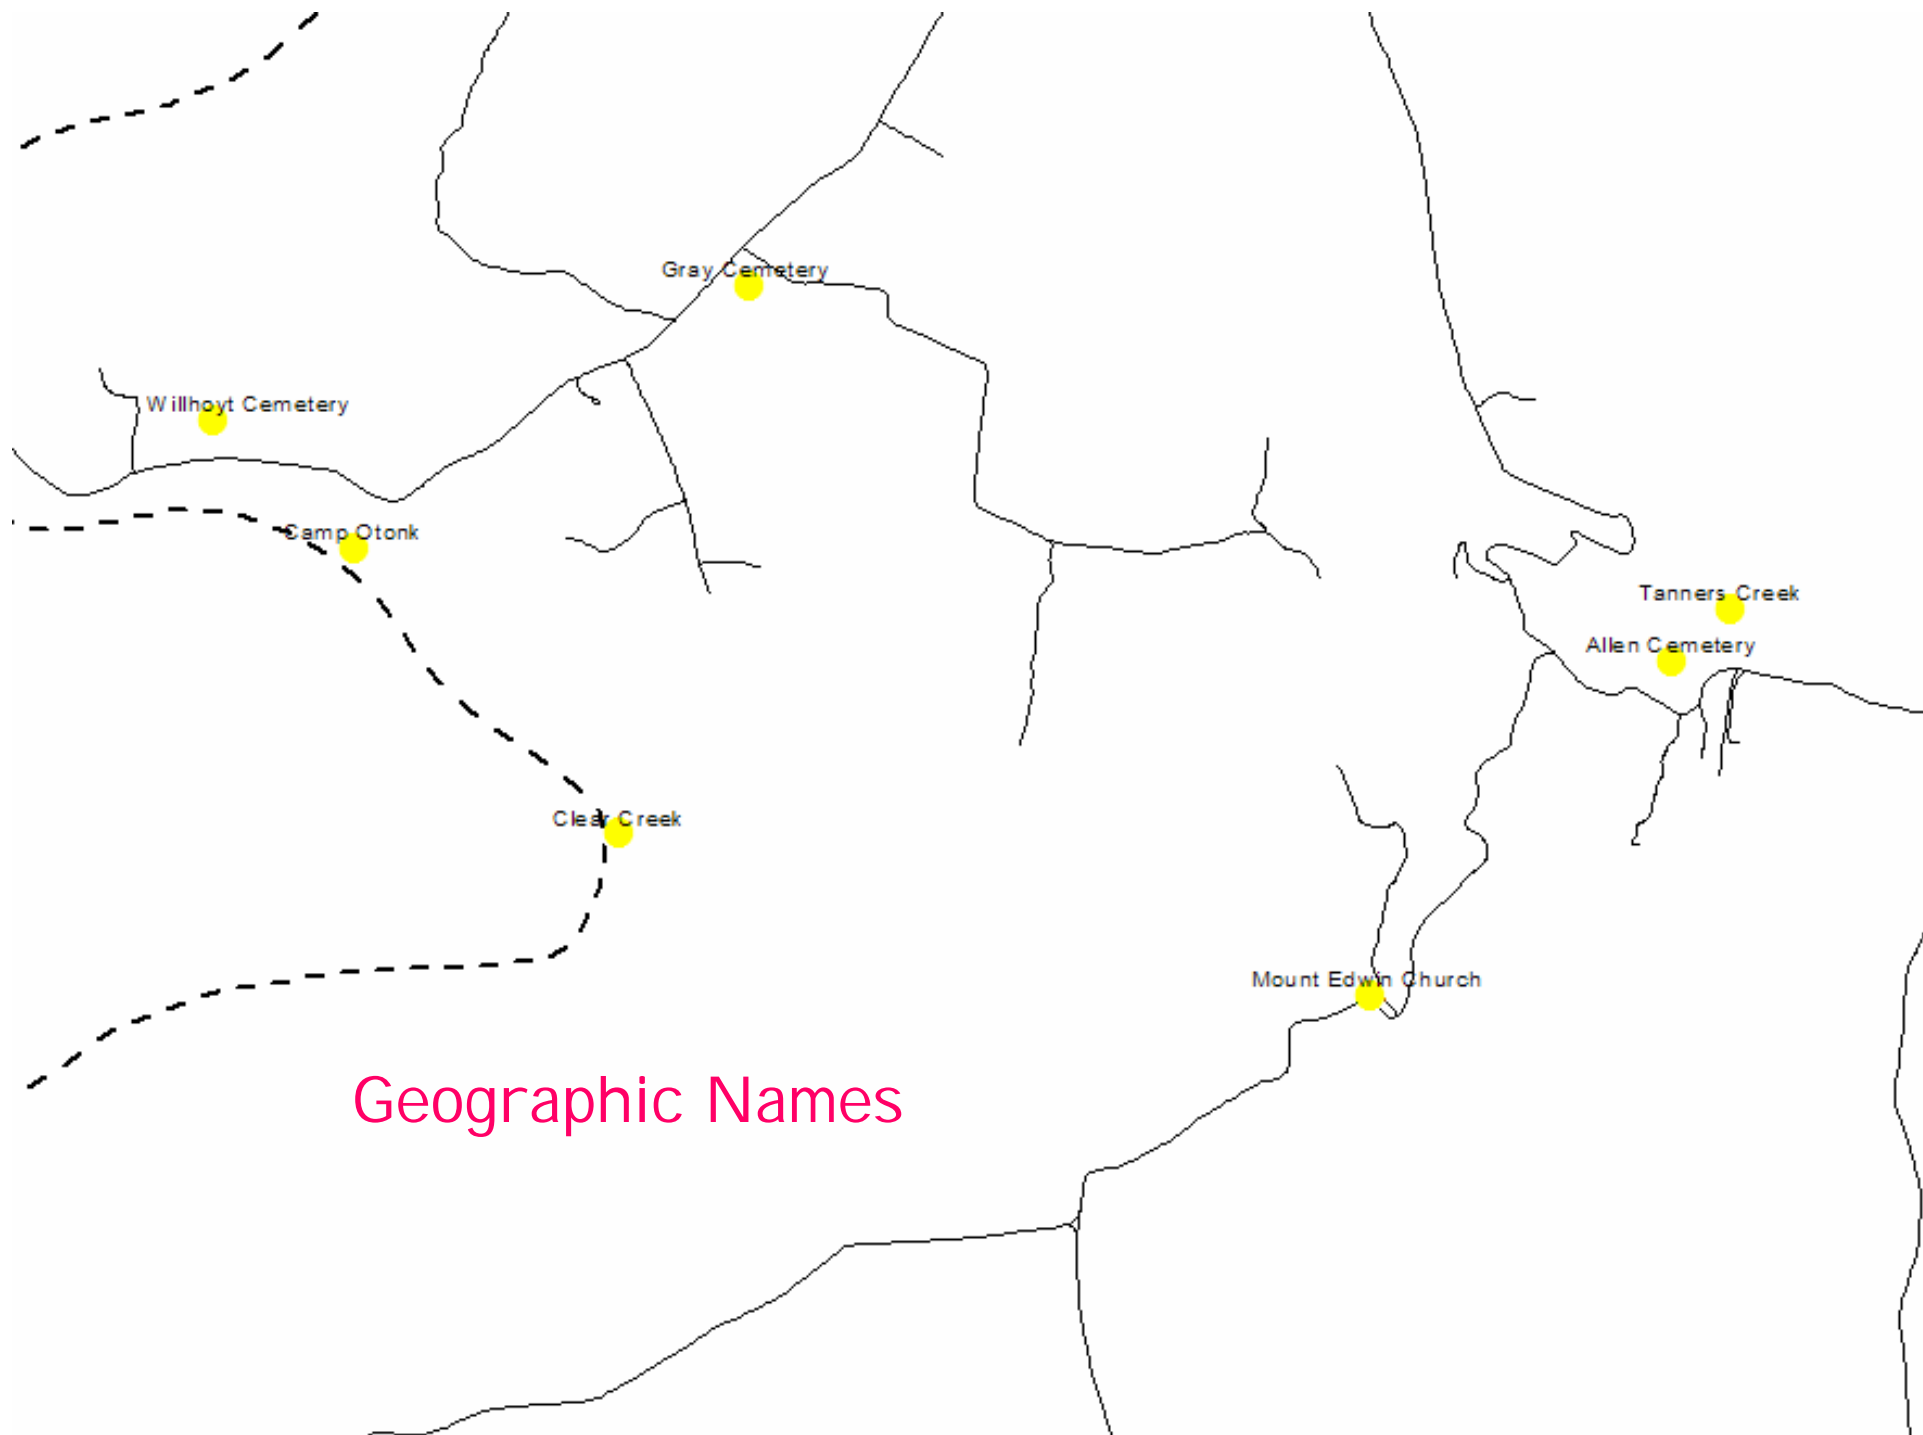 Gray Cemetery
Willhoyt Cemetery
Camp Otonk
Tanners Creek
Allen Cemetery
Clear Creek
Mount Edwin Church
Geographic Names